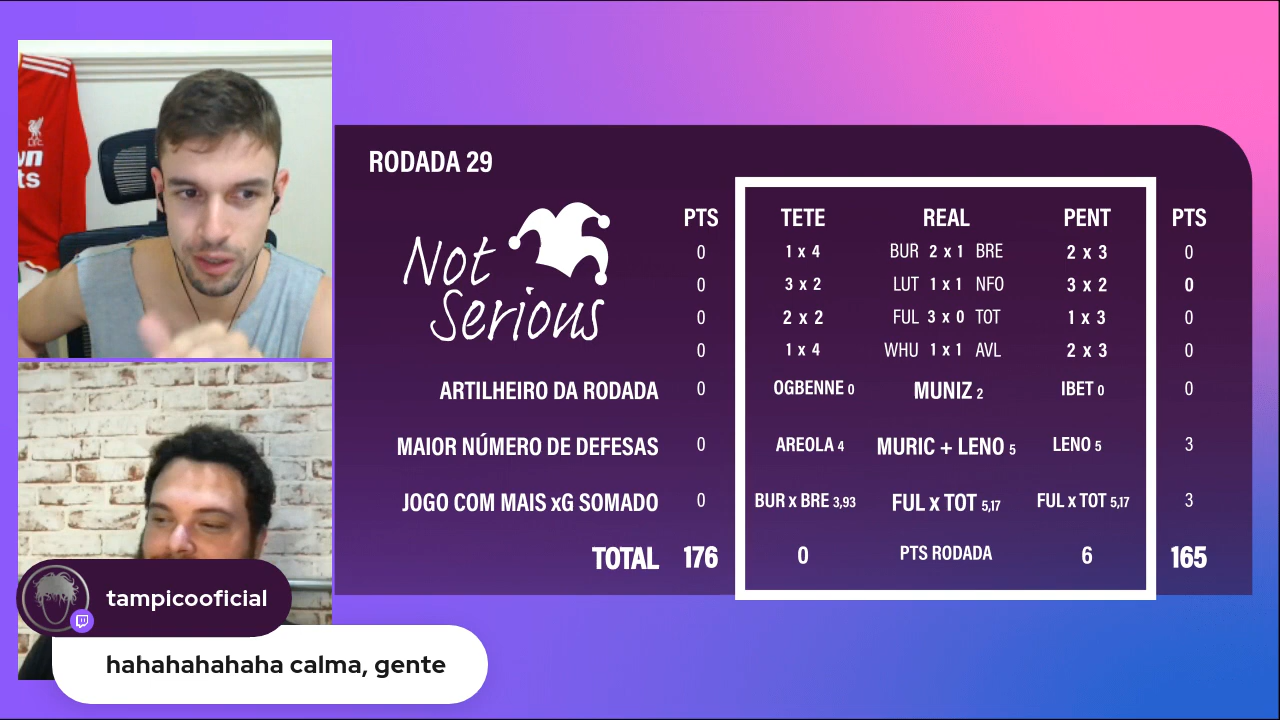 wn
ts
RODADA 29
Not
Serious
PTS TETE REAL PENT PTS
0 1 x 4 BUR 2 x 1 BRE 2 x 3 0
0 3 x 2 LUT 1 x 1 NFO 3 x 2 0
0 2 x 2 FUL 3 x 0 TOT 1 x 3 0
0 1 x 4 WHU 1 x 1 AVL 2 x 3 0
ARTILHEIRO DA RODADA 0 OGBENNE 0 MUNIZ 2 IBET 0 0
MAIOR NÚMERO DE DEFESAS 0 AREOLA 4 MURIC + LENO 5 LENO 5 3
JOGO COM MAIS xG SOMADO 0 BUR x BRE 3,93 FUL x TOT 5,17 FUL x TOT 5,17 3
TOTAL 176 0 PTS RODADA 6 165
tampicooficial
hahahahahaha calma, gente